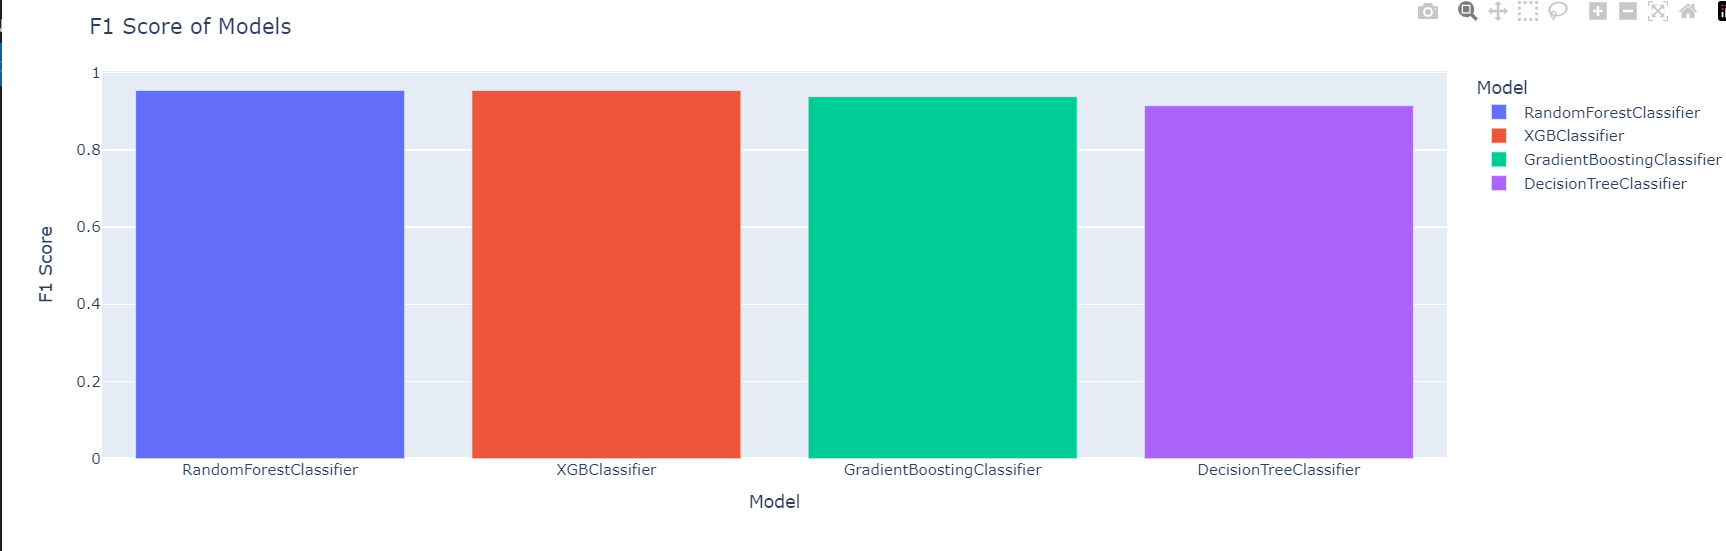 F1 Score of Models
1
0.8
0.6
0.4
0.2
0
F1 Score
RandomForestClassifier
XGBClassifier
GradientBoostingClassifier
DecisionTreeClassifier
Model
Model
RandomForestClassifier
XGBClassifier
GradientBoostingClassifier
DecisionTreeClassifier